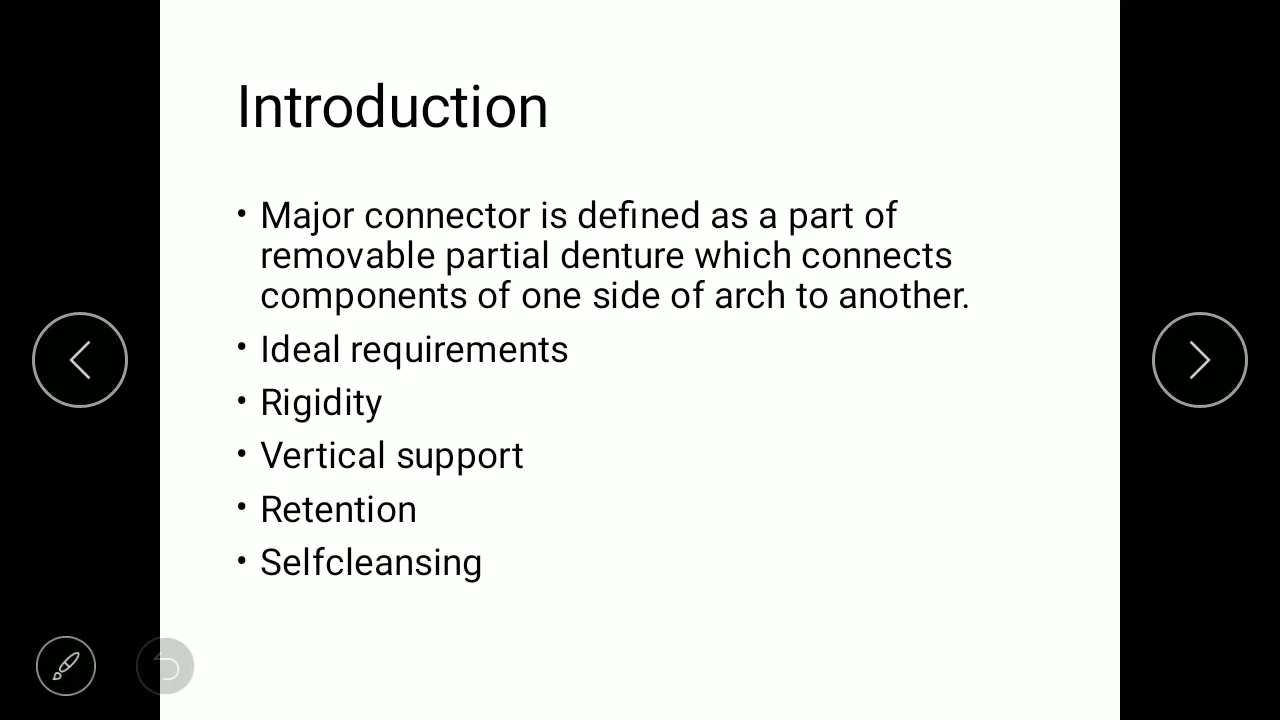 Introduction
• Major connector is defined as a part of
removable partial denture which connects
components of one side of arch to another.
• Ideal requirements
• Rigidity
• Vertical support
• Retention
• Selfcleansing